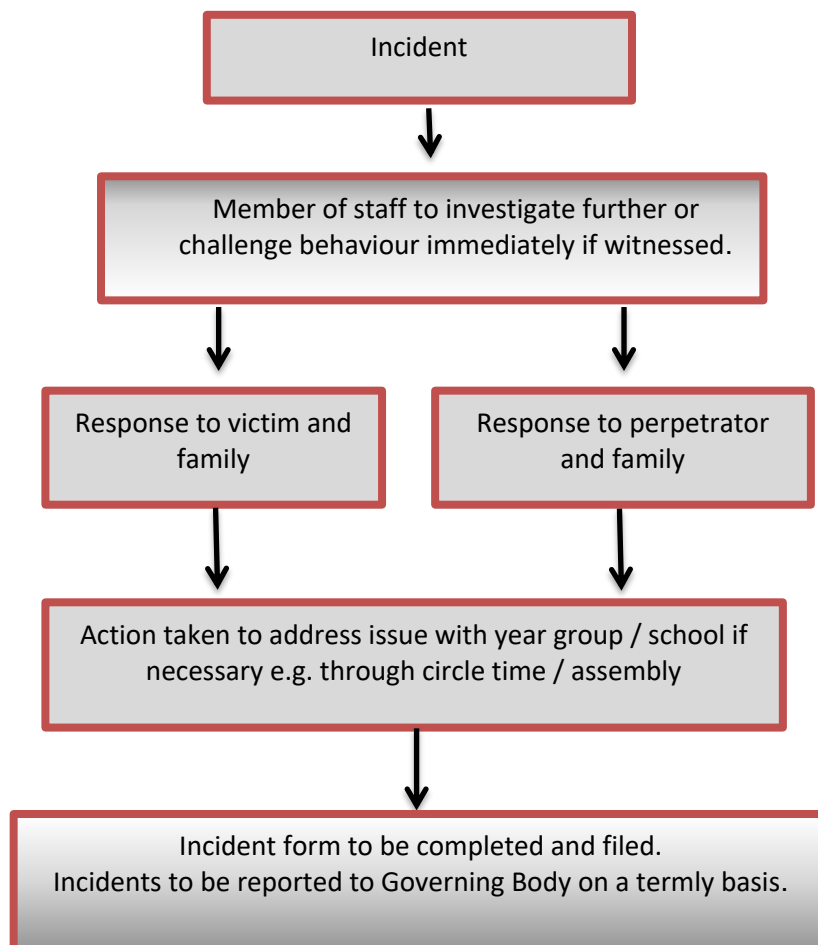 Incident
Member of staff to investigate further or
challenge behaviour immediately if witnessed.
Response to victim and
family
Response to perpetrator
and family
Action taken to address issue with year group / school if
necessary e.g. through circle time / assembly
Incident form to be completed and filed.
Incidents to be reported to Governing Body on a termly basis.